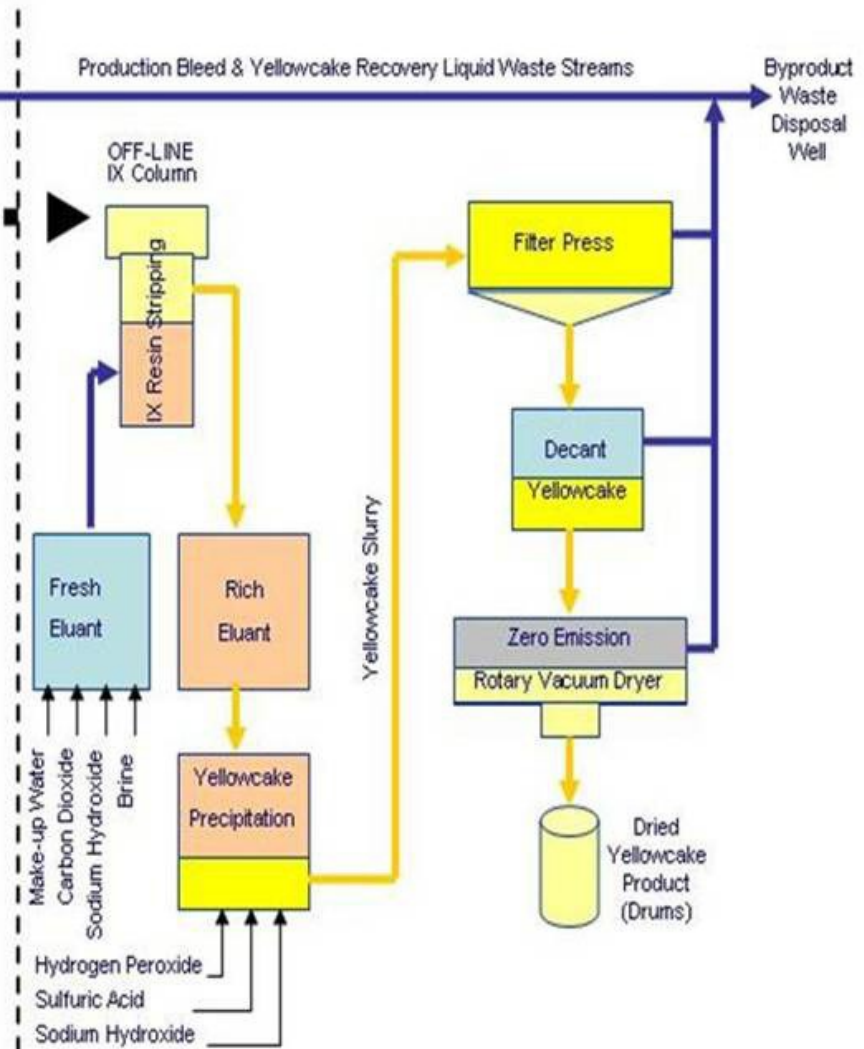 Production Bleed & Yellowcake Recovery Liquid Waste Streams
Byproduct
Waste
Disposal
Well
OFF-LINE
IX Column
IX Resin Stripping
Filter Press
Decant
Yellowcake
Yellowcake Slurry
Fresh
Eluant
Rich
Eluant
Zero Emission
Rotary Vacuum Dryer
Make-up Water
Carbon Dioxide
Sodium Hydroxide
Brine
Yellowcake
Precipitation
Dried
Yellowcake
Product
(Drums)
Hydrogen Peroxide
Sulfuric Acid
Sodium Hydroxide